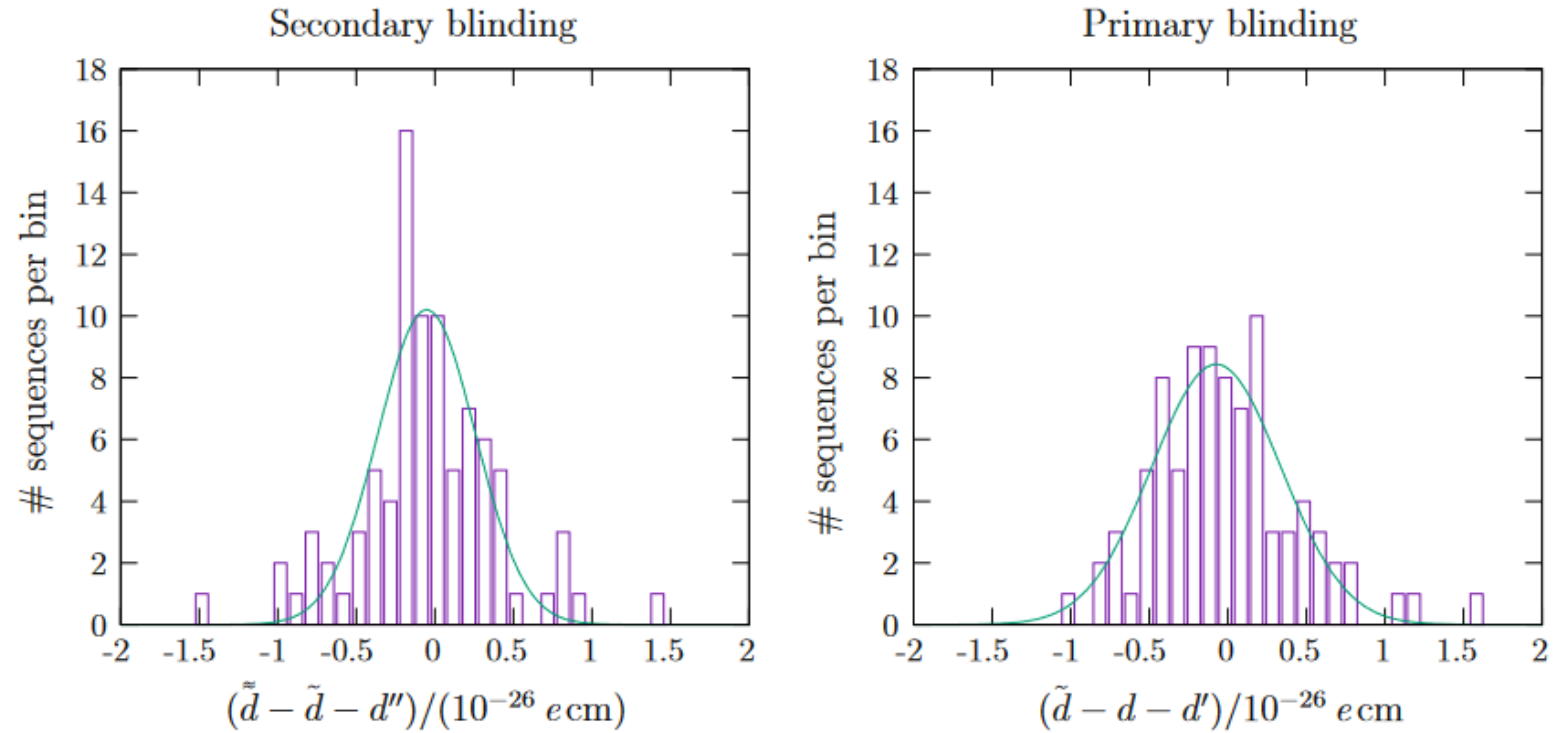 Secondary blinding
# sequences per bin
18
16
14
12
10
8
6
4
2
0
-2 -1.5 -1 -0.5 0 0.5 1 1.5 2
(d̃̃ − d̃ − d′′)/(10⁻²⁶ e cm)
Primary blinding
# sequences per bin
18
16
14
12
10
8
6
4
2
0
-2 -1.5 -1 -0.5 0 0.5 1 1.5 2
(d̃ − d − d′)/10⁻²⁶ e cm